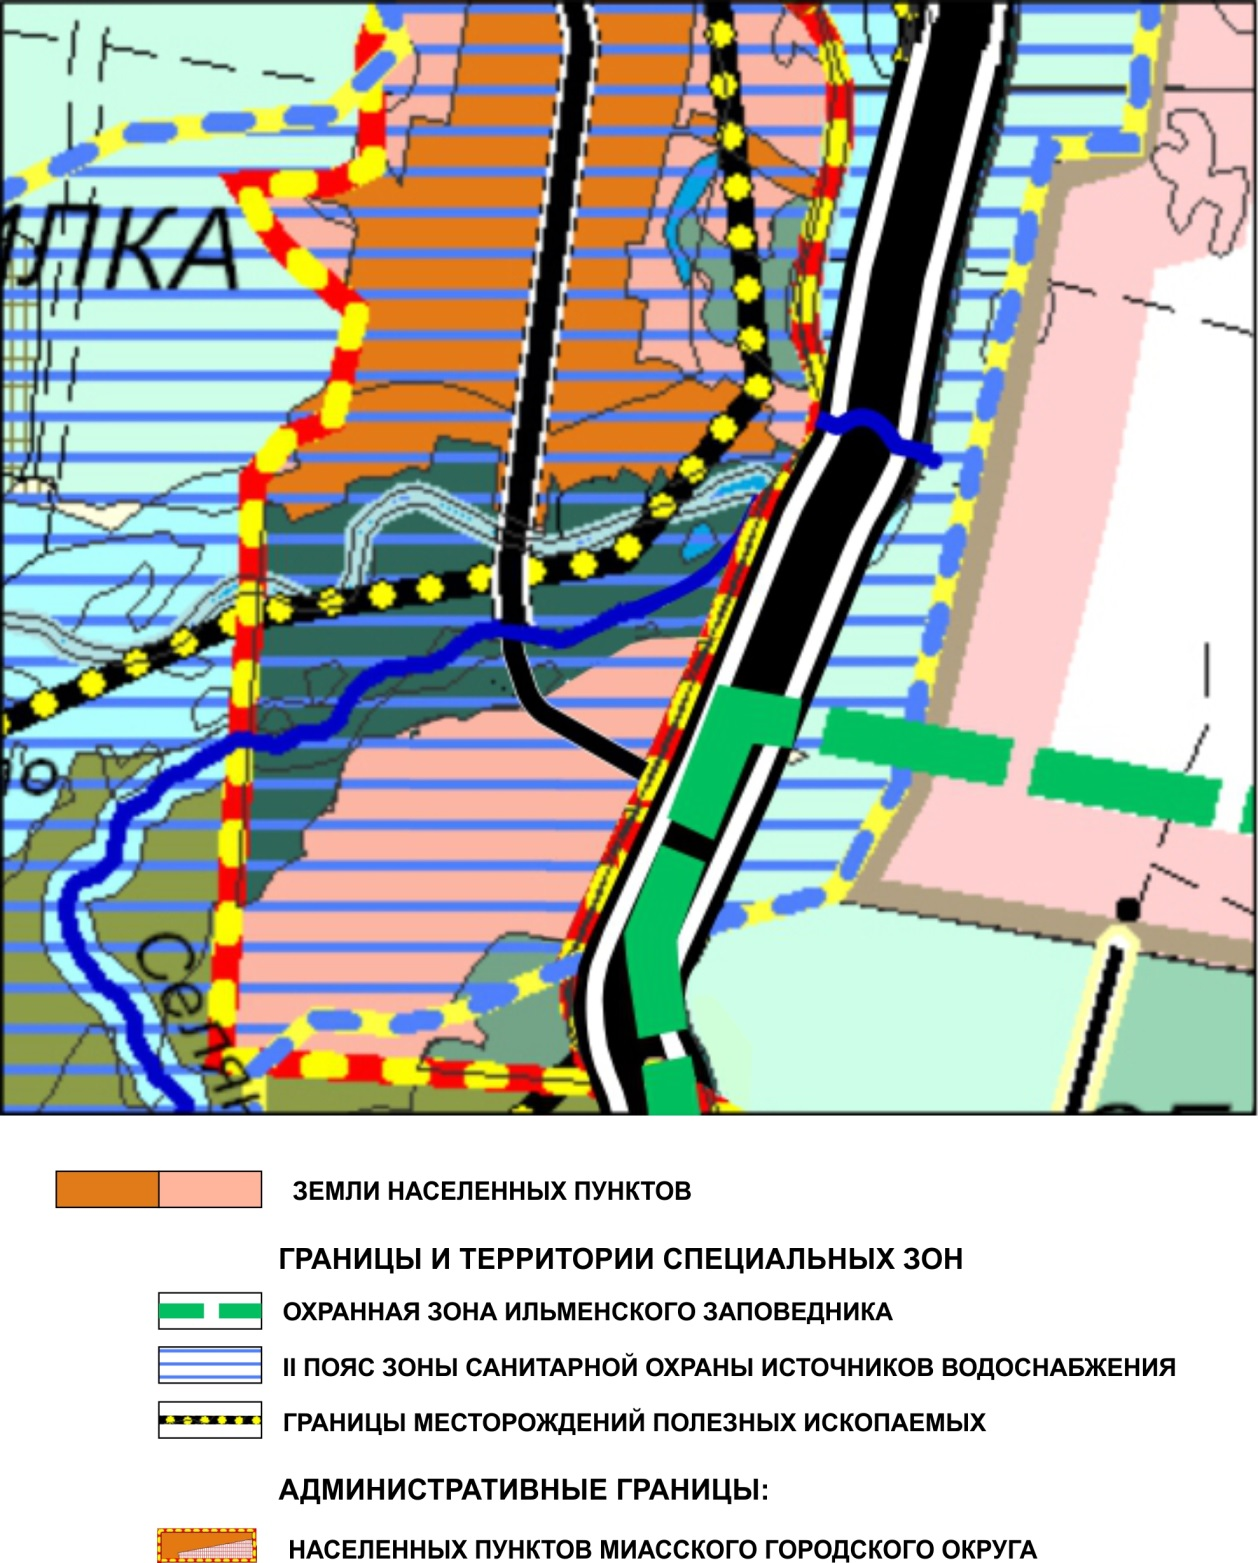 ЗЕМЛИ НАСЕЛЕННЫХ ПУНКТОВ
ГРАНИЦЫ И ТЕРРИТОРИИ СПЕЦИАЛЬНЫХ ЗОН
ОХРАННАЯ ЗОНА ИЛЬМЕНСКОГО ЗАПОВЕДНИКА
II ПОЯС ЗОНЫ САНИТАРНОЙ ОХРАНЫ ИСТОЧНИКОВ ВОДОСНАБЖЕНИЯ
ГРАНИЦЫ МЕСТОРОЖДЕНИЙ ПОЛЕЗНЫХ ИСКОПАЕМЫХ
АДМИНИСТРАТИВНЫЕ ГРАНИЦЫ:
НАСЕЛЕННЫХ ПУНКТОВ МИАССКОГО ГОРОДСКОГО ОКРУГА